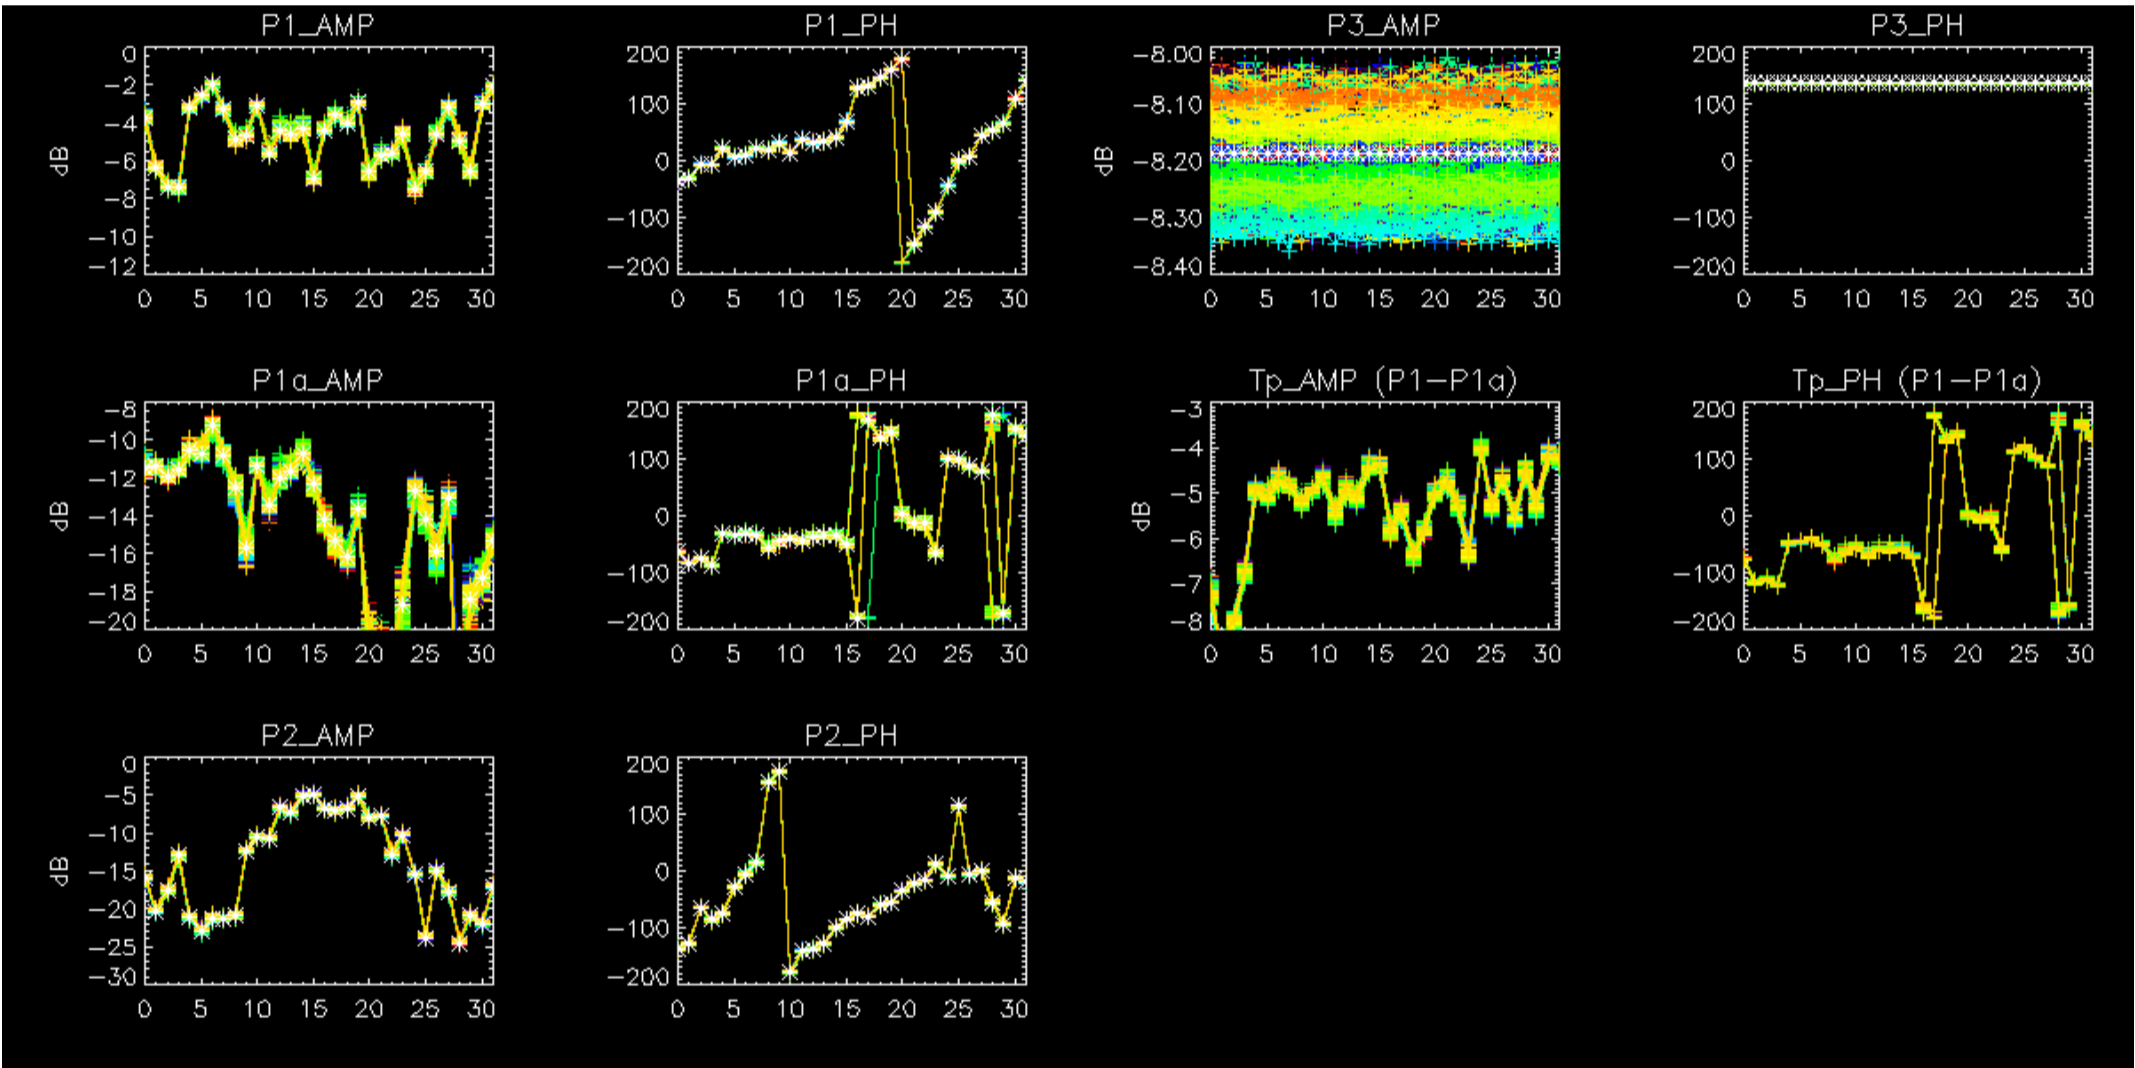 P1_AMP
P1_PH
P3_AMP
P3_PH
0
−2
−4
−6
−8
−10
−12
dB
0 5 10 15 20 25 30
200
100
0
−100
−200
0 5 10 15 20 25 30
−8.00
−8.10
−8.20
−8.30
−8.40
dB
0 5 10 15 20 25 30
200
100
0
−100
−200
0 5 10 15 20 25 30
P1a_AMP
P1a_PH
Tp_AMP (P1−P1a)
Tp_PH (P1−P1a)
−8
−10
−12
−14
−16
−18
−20
dB
0 5 10 15 20 25 30
200
100
0
−100
−200
0 5 10 15 20 25 30
−3
−4
−5
−6
−7
−8
dB
0 5 10 15 20 25 30
200
100
0
−100
−200
0 5 10 15 20 25 30
P2_AMP
P2_PH
0
−5
−10
−15
−20
−25
−30
dB
0 5 10 15 20 25 30
200
100
0
−100
−200
0 5 10 15 20 25 30